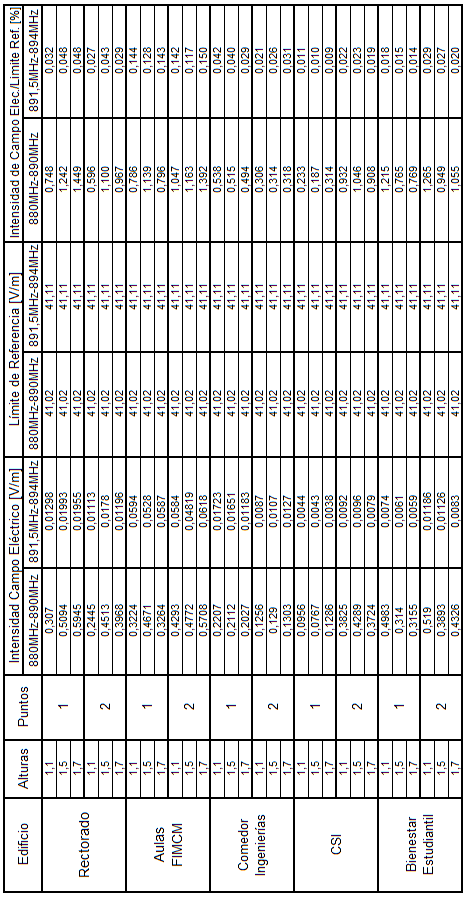 Edificio Alturas Puntos Intensidad Campo Eléctrico [V/m] Límite de Referencia [V/m] Intensidad de Campo Elec./Límite Ref. [%]
880MHz-890MHz 891,5MHz-894MHz 880MHz-890MHz 891,5MHz-894MHz 880MHz-890MHz 891,5MHz-894MHz
Rectorado
1,1 1 0,307 0,01298 41,02 41,11 0,748 0,032
1,5 0,5094 0,01993 41,02 41,11 1,242 0,048
1,7 0,5945 0,01955 41,02 41,11 1,449 0,048
1,1 2 0,2445 0,01113 41,02 41,11 0,596 0,027
1,5 0,4513 0,0178 41,02 41,11 1,100 0,043
1,7 0,3968 0,01196 41,02 41,11 0,967 0,029
Aulas
FIMCM
1,1 1 0,3224 0,0594 41,02 41,11 0,786 0,144
1,5 0,4671 0,0528 41,02 41,11 1,139 0,128
1,7 0,3264 0,0587 41,02 41,11 0,796 0,143
1,1 2 0,4293 0,0584 41,02 41,11 1,047 0,142
1,5 0,4772 0,04819 41,02 41,11 1,163 0,117
1,7 0,5708 0,0618 41,02 41,11 1,392 0,150
Comedor
Ingenierías
1,1 1 0,2207 0,01723 41,02 41,11 0,538 0,042
1,5 0,2112 0,01651 41,02 41,11 0,515 0,040
1,7 0,2027 0,01183 41,02 41,11 0,494 0,029
1,1 2 0,1256 0,0087 41,02 41,11 0,306 0,021
1,5 0,129 0,0107 41,02 41,11 0,314 0,026
1,7 0,1303 0,0127 41,02 41,11 0,318 0,031
CSI
1,1 1 0,0956 0,0044 41,02 41,11 0,233 0,011
1,5 0,0767 0,0043 41,02 41,11 0,187 0,010
1,7 0,1286 0,0038 41,02 41,11 0,314 0,009
1,1 2 0,3825 0,0092 41,02 41,11 0,932 0,022
1,5 0,4289 0,0096 41,02 41,11 1,046 0,023
1,7 0,3724 0,0079 41,02 41,11 0,908 0,019
Bienestar
Estudiantil
1,1 1 0,4983 0,0074 41,02 41,11 1,215 0,018
1,5 0,314 0,0061 41,02 41,11 0,765 0,015
1,7 0,3155 0,0059 41,02 41,11 0,769 0,014
1,1 2 0,519 0,01186 41,02 41,11 1,265 0,029
1,5 0,3893 0,01126 41,02 41,11 0,949 0,027
1,7 0,4326 0,0083 41,02 41,11 1,055 0,020